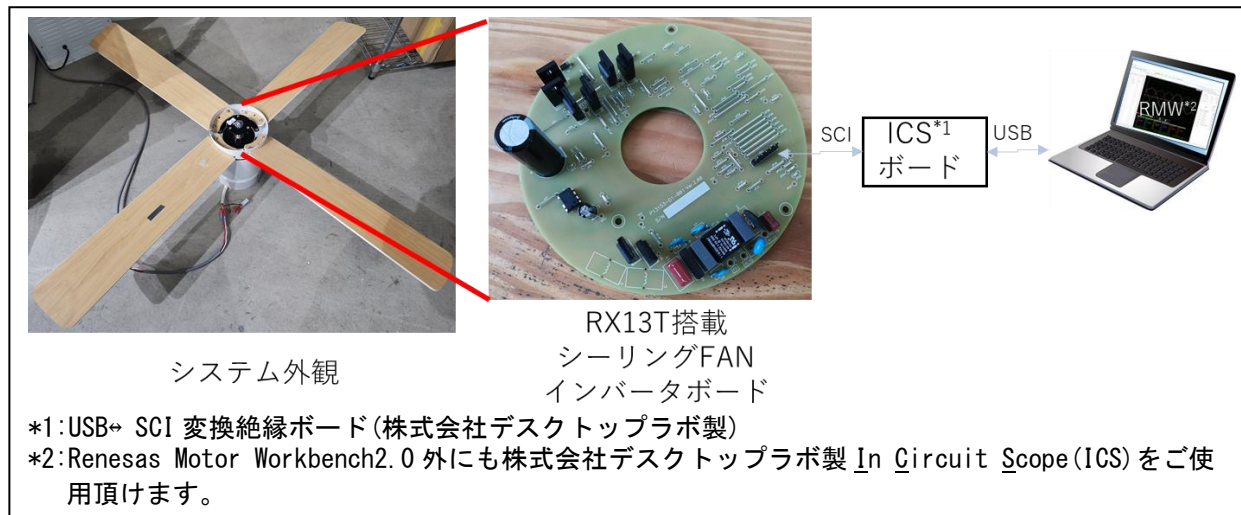 SCI
ICS*1
ボード
USB
RMW*2
システム外観
RX13T搭載
シーリングFAN
インバータボード
*1:USB↔ SCI 変換絶縁ボード(株式会社デスクトップラボ製)
*2:Renesas Motor Workbench2.0 外にも株式会社デスクトップラボ製 In Circuit Scope(ICS)をご使
用頂けます。